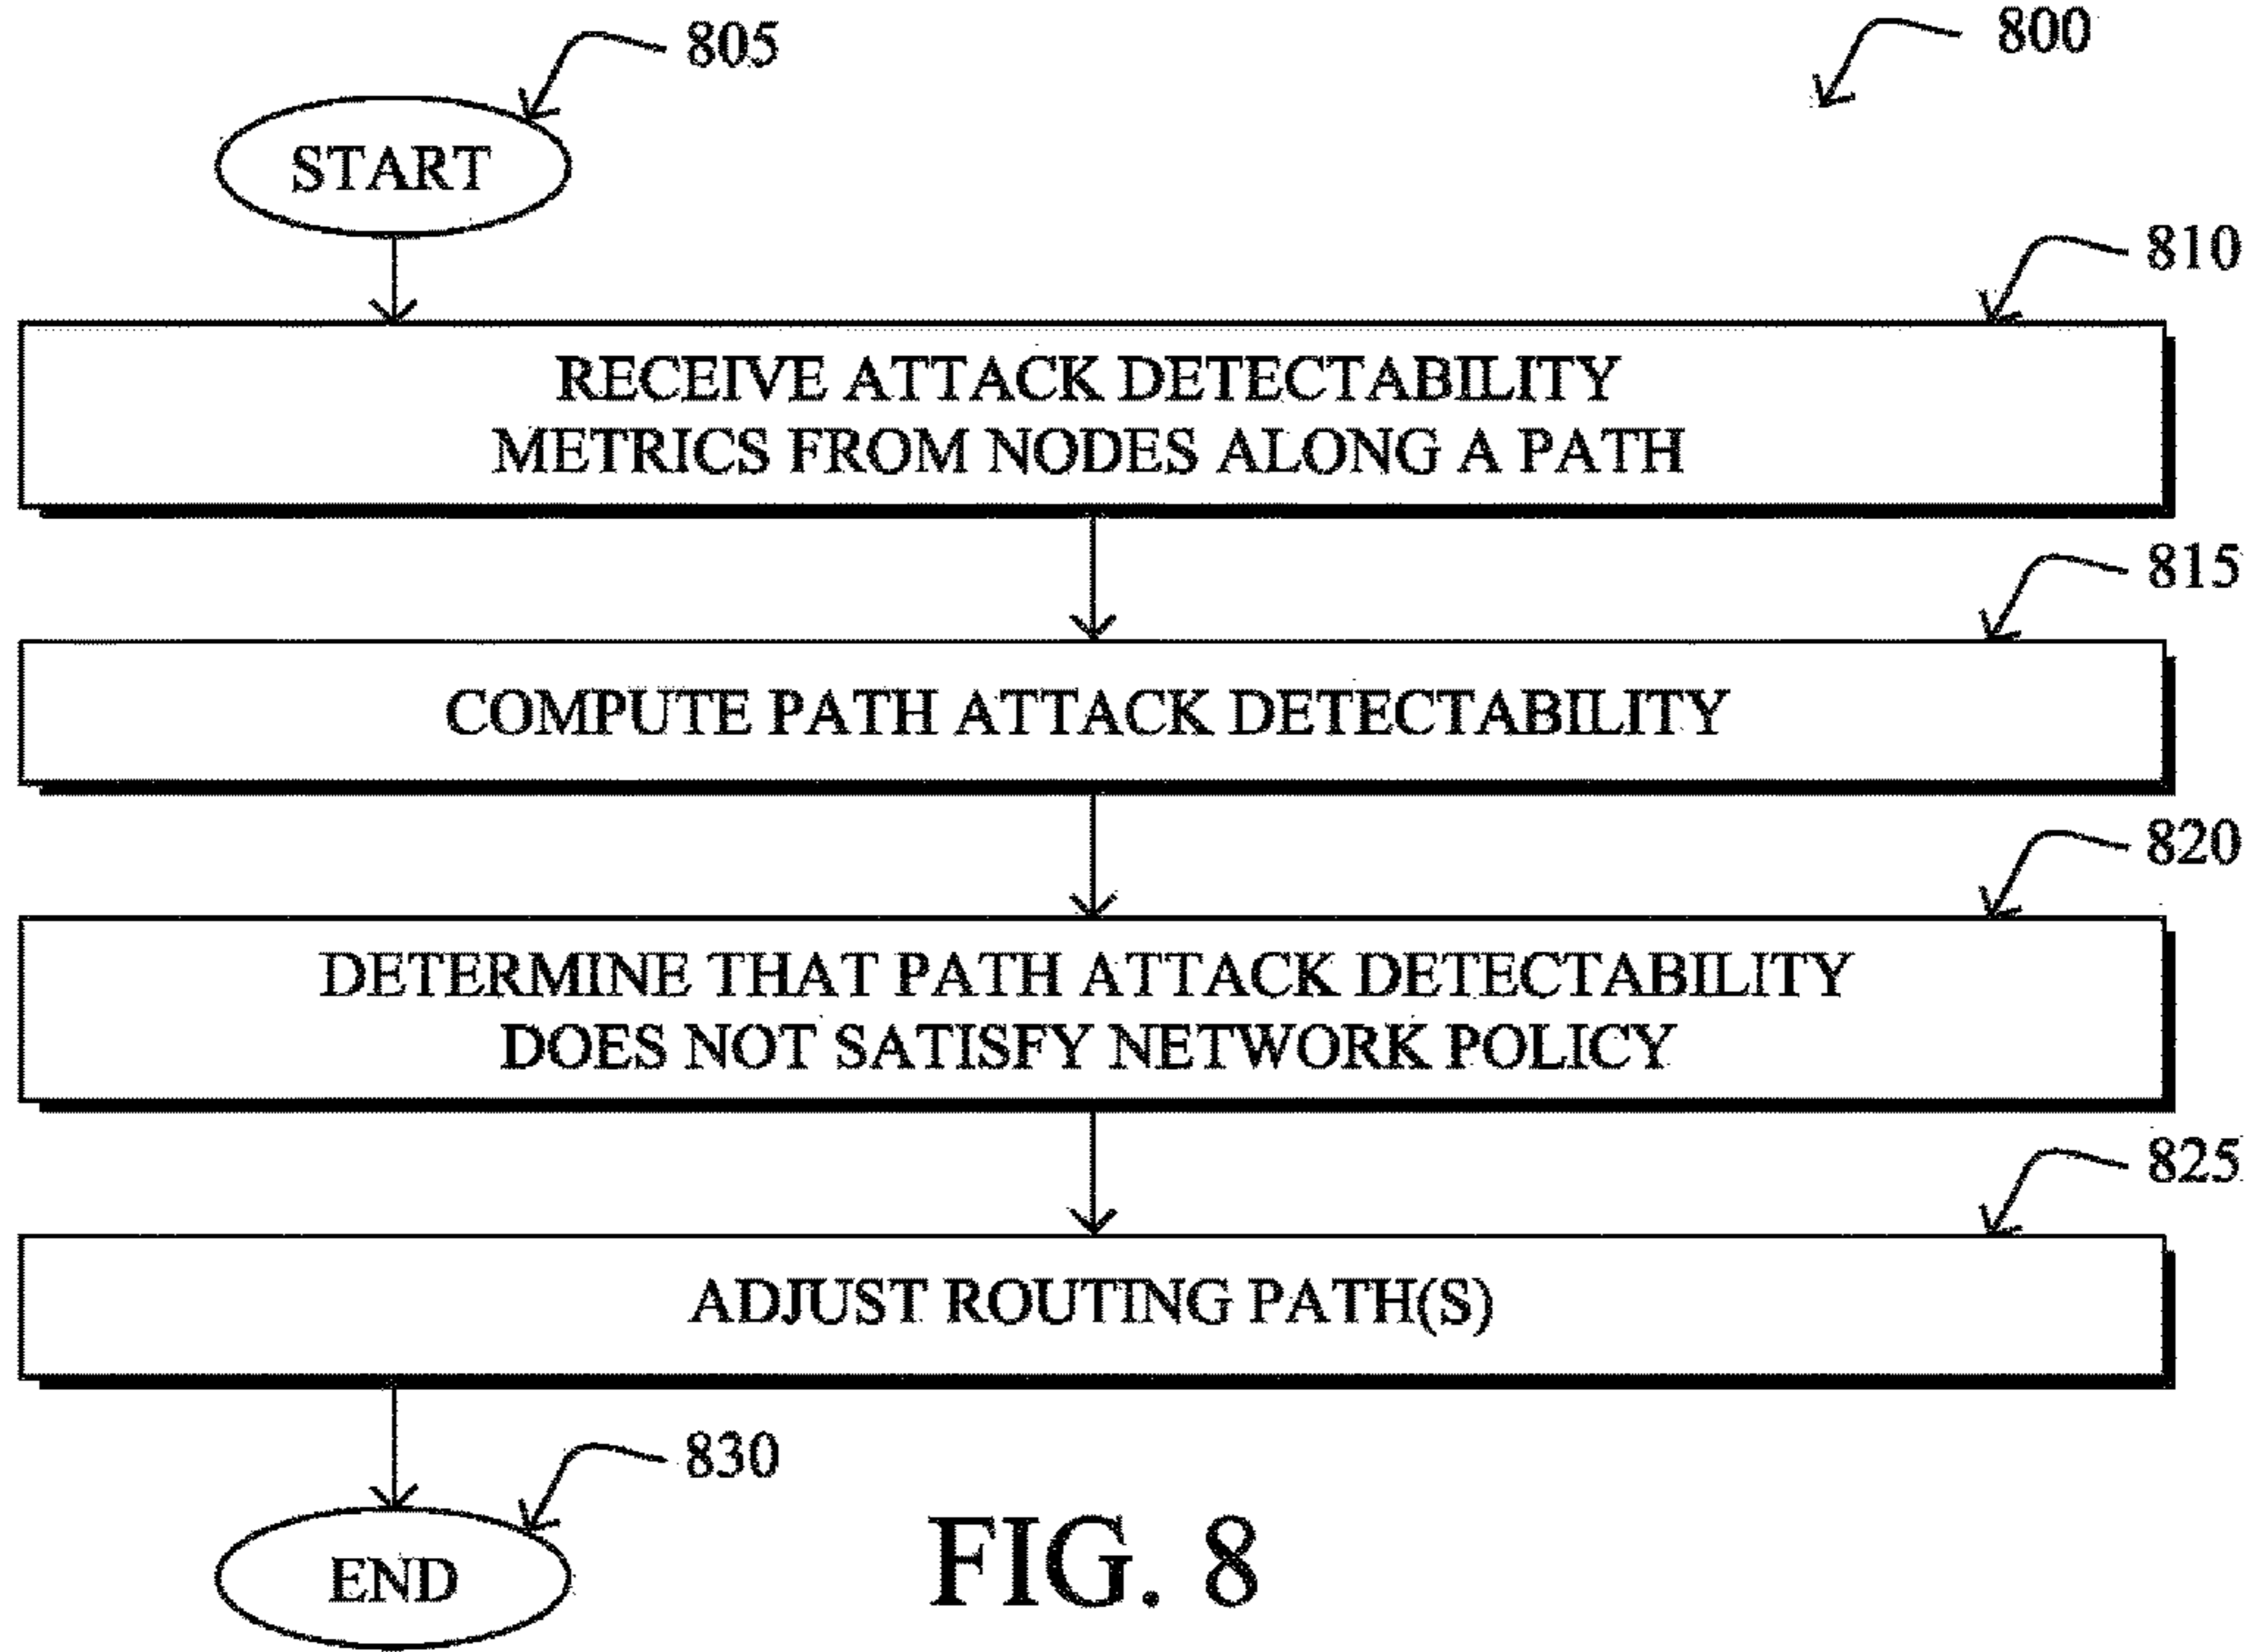 805
800
START
810
RECEIVE ATTACK DETECTABILITY
METRICS FROM NODES ALONG A PATH
815
COMPUTE PATH ATTACK DETECTABILITY
820
DETERMINE THAT PATH ATTACK DETECTABILITY
DOES NOT SATISFY NETWORK POLICY
825
ADJUST ROUTING PATH(S)
830
END
FIG. 8